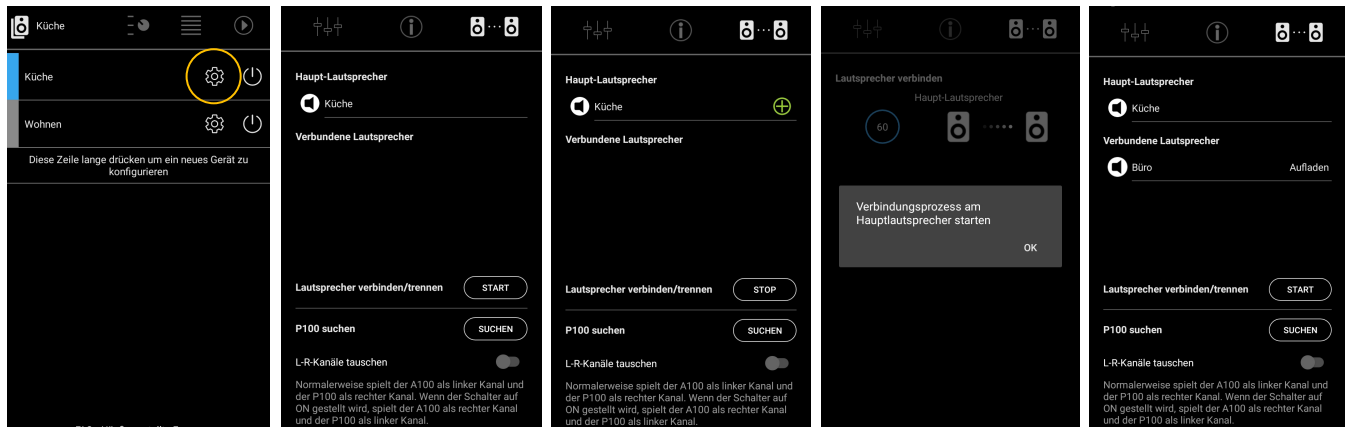 Küche
Küche
Wohnen
Diese Zeile lange drücken um ein neues Gerät zu
konfigurieren
Haupt-Lautsprecher
Küche
Verbundene Lautsprecher
Lautsprecher verbinden/trennen START
P100 suchen SUCHEN
L-R-Kanäle tauschen
Normalerweise spielt der A100 als linker Kanal und
der P100 als rechter Kanal. Wenn der Schalter auf
ON gestellt wird, spielt der A100 als rechter Kanal
und der P100 als linker Kanal.
Haupt-Lautsprecher
Küche
Verbundene Lautsprecher
Lautsprecher verbinden/trennen STOP
P100 suchen SUCHEN
L-R-Kanäle tauschen
Normalerweise spielt der A100 als linker Kanal und
der P100 als rechter Kanal. Wenn der Schalter auf
ON gestellt wird, spielt der A100 als rechter Kanal
und der P100 als linker Kanal.
Lautsprecher verbinden
Haupt-Lautsprecher
60
Verbindungsprozess am
Hauptlautsprecher starten
OK
Haupt-Lautsprecher
Küche
Verbundene Lautsprecher
Büro Aufladen
Lautsprecher verbinden/trennen START
P100 suchen SUCHEN
L-R-Kanäle tauschen
Normalerweise spielt der A100 als linker Kanal und
der P100 als rechter Kanal. Wenn der Schalter auf
ON gestellt wird, spielt der A100 als rechter Kanal
und der P100 als linker Kanal.